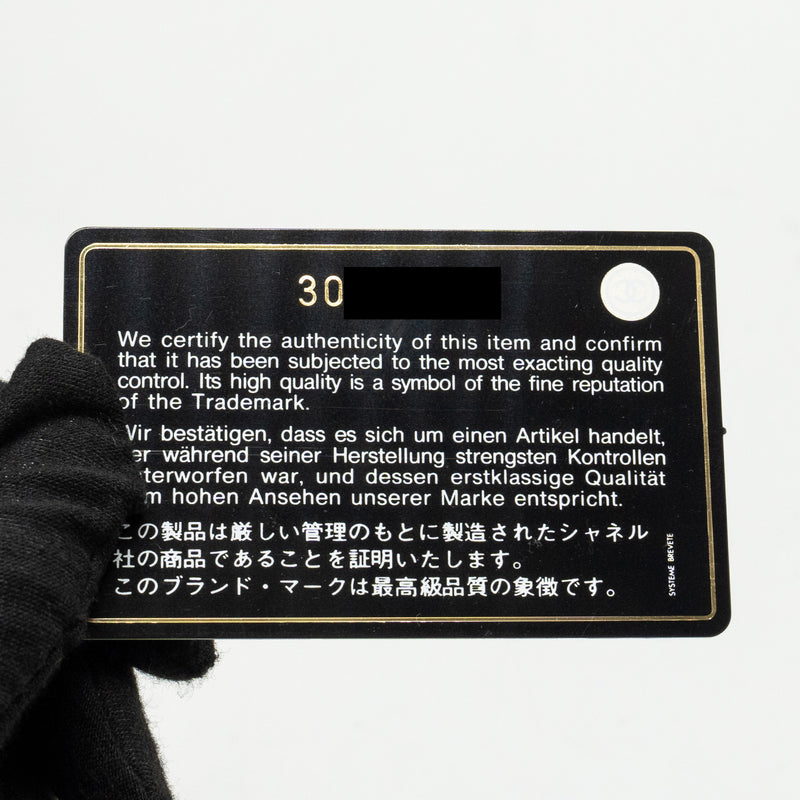 30
We certify the authenticity of this item and confirm
that it has been subjected to the most exacting quality
control. Its high quality is a symbol of the fine reputation
of the Trademark.
Wir bestätigen, dass es sich um einen Artikel handelt,
während seiner Herstellung strengsten Kontrollen
war, und dessen erstklassige Qualität
hohen Ansehen unserer Marke entspricht.
この製品は厳しい管理のもとに製造されたシャネル
社の商品であることを証明いたします。
このブランド・マークは最高級品質の象徴です。
SYSTEME BREVETE